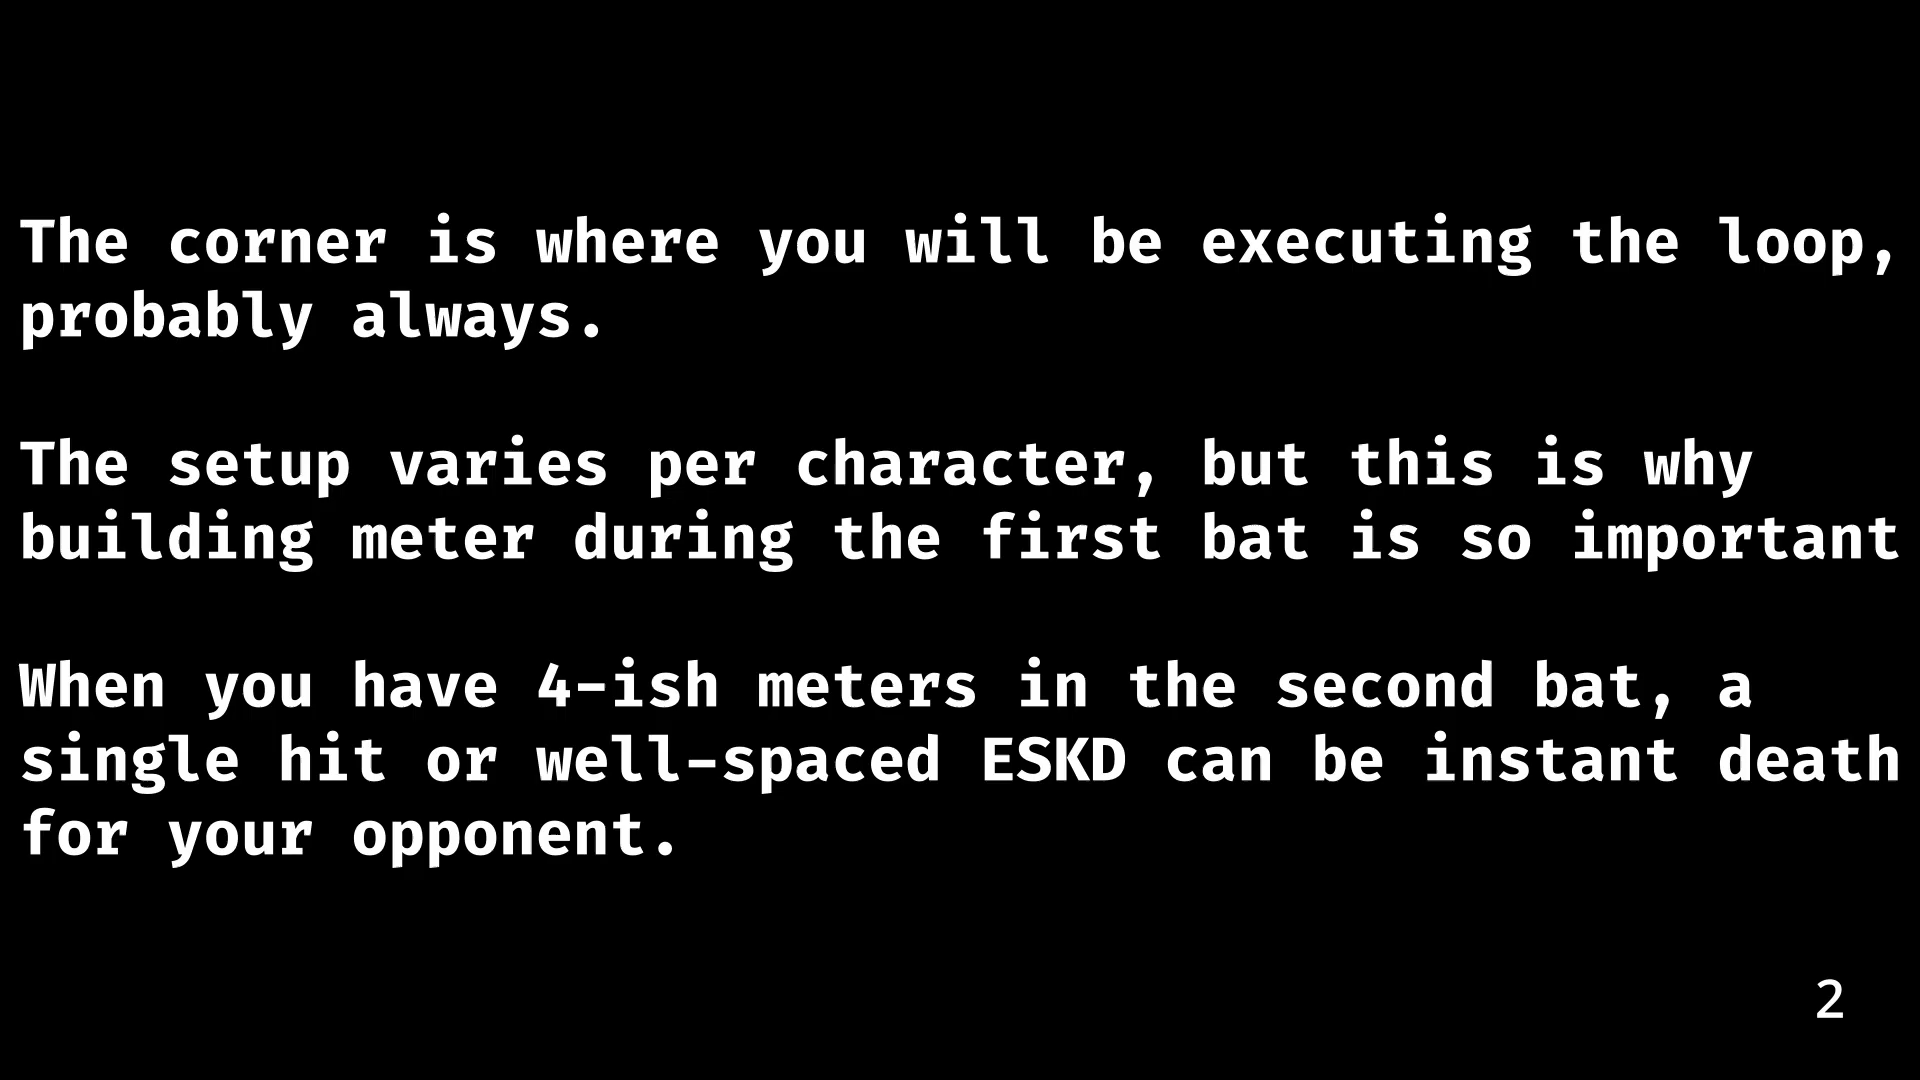 The corner is where you will be executing the loop,
probably always.
The setup varies per character, but this is why
building meter during the first bat is so important
When you have 4-ish meters in the second bat, a
single hit or well-spaced ESKD can be instant death
for your opponent.
2